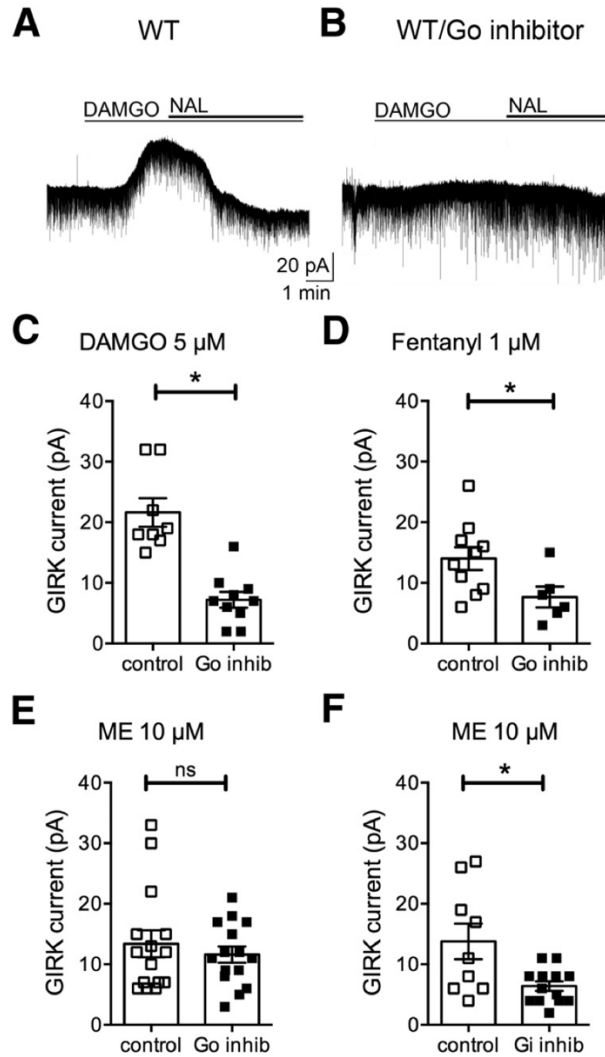 A WT
B WT/Go inhibitor
DAMGO NAL
DAMGO NAL
20 pA
1 min
C DAMGO 5 μM
*
GIRK current (pA)
40
30
20
10
0
control Go inhib
D Fentanyl 1 μM
*
GIRK current (pA)
40
30
20
10
0
control Go inhib
E ME 10 μM
ns
GIRK current (pA)
40
30
20
10
0
control Go inhib
F ME 10 μM
*
GIRK current (pA)
40
30
20
10
0
control Gi inhib